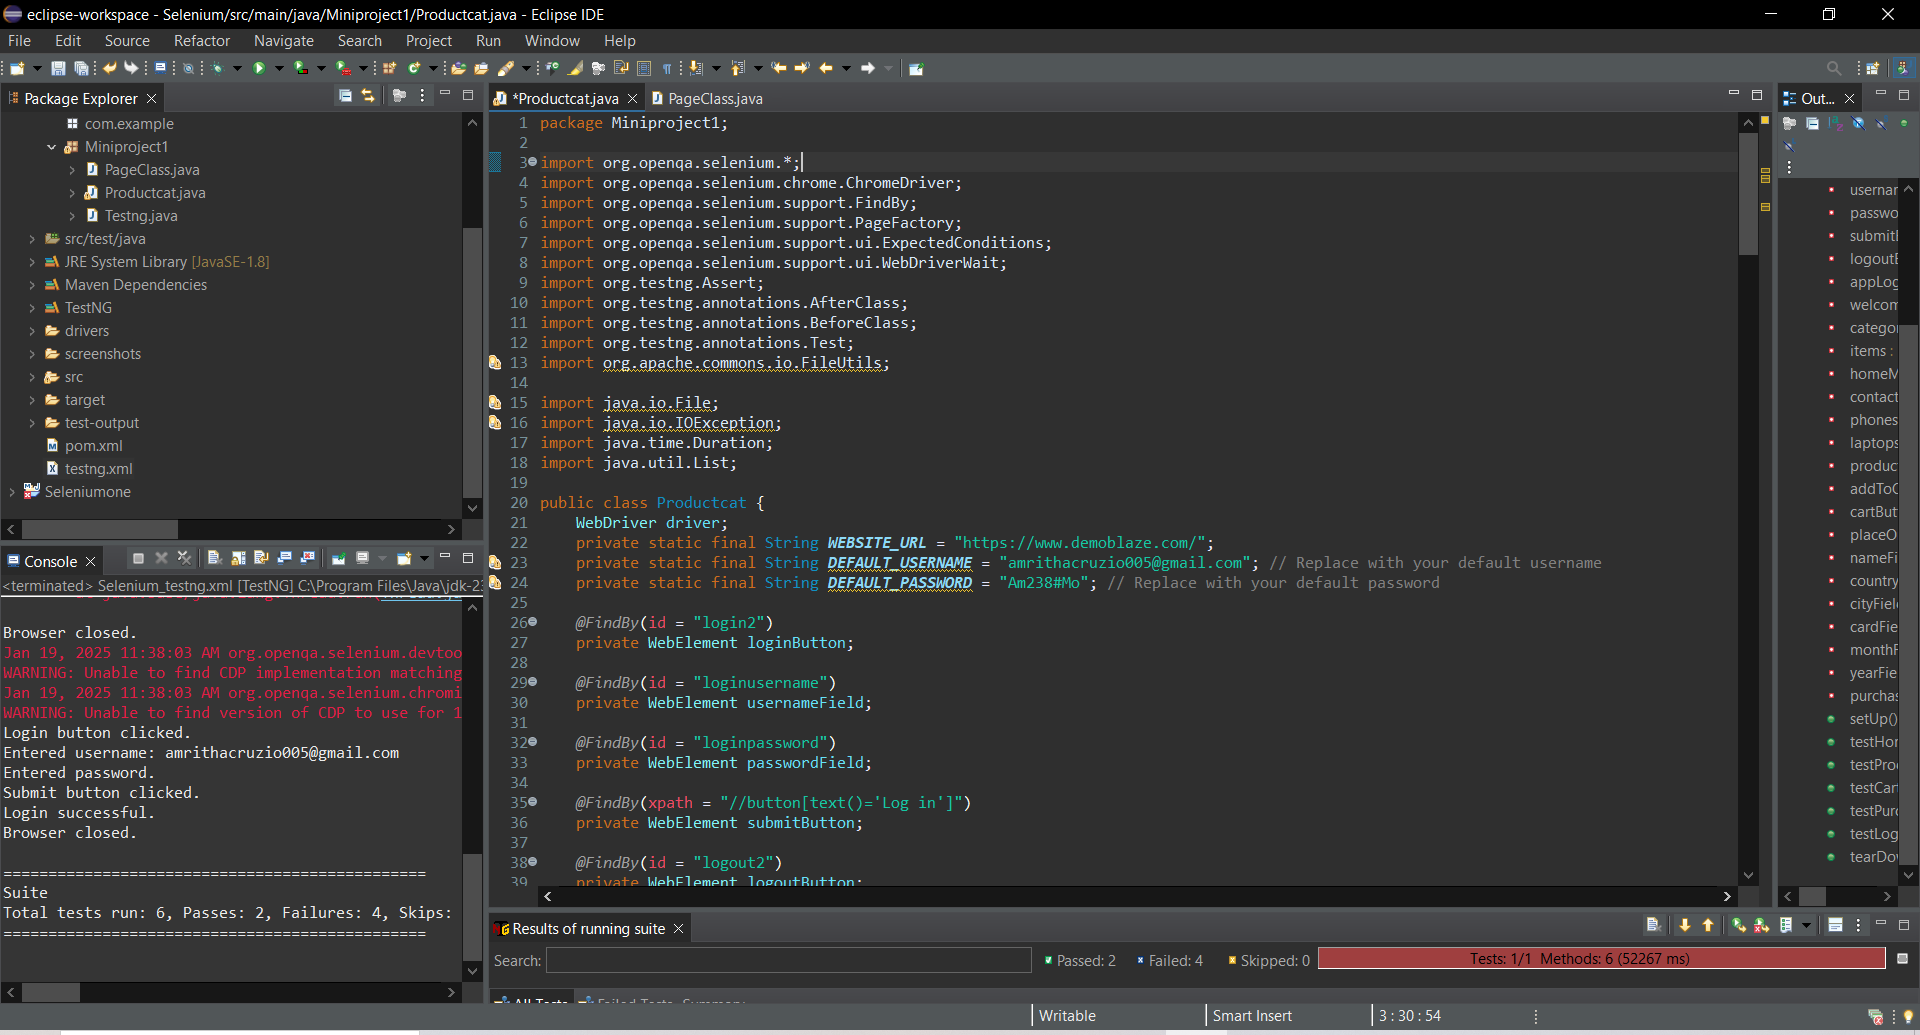 eclipse-workspace - Selenium/src/main/java/Miniproject1/Productcat.java - Eclipse IDE
File Edit Source Refactor Navigate Search Project Run Window Help
Package Explorer
com.example
Miniproject1
PageClass.java
Productcat.java
Testng.java
src/test/java
JRE System Library [JavaSE-1.8]
Maven Dependencies
TestNG
drivers
screenshots
src
target
test-output
pom.xml
testng.xml
Seleniumone
*Productcat.java PageClass.java
1 package Miniproject1;
2
3 import org.openqa.selenium.*;
4 import org.openqa.selenium.chrome.ChromeDriver;
5 import org.openqa.selenium.support.FindBy;
6 import org.openqa.selenium.support.PageFactory;
7 import org.openqa.selenium.support.ui.ExpectedConditions;
8 import org.openqa.selenium.support.ui.WebDriverWait;
9 import org.testng.Assert;
10 import org.testng.annotations.AfterClass;
11 import org.testng.annotations.BeforeClass;
12 import org.testng.annotations.Test;
13 import org.apache.commons.io.FileUtils;
14
15 import java.io.File;
16 import java.io.IOException;
17 import java.time.Duration;
18 import java.util.List;
19
20 public class Productcat {
21 WebDriver driver;
22 private static final String WEBSITE_URL = "https://www.demoblaze.com/";
23 private static final String DEFAULT_USERNAME = "amrithacruzio005@gmail.com"; // Replace with your default username
24 private static final String DEFAULT_PASSWORD = "Am238#Mo"; // Replace with your default password
25
26 @FindBy(id = "login2")
27 private WebElement loginButton;
28
29 @FindBy(id = "loginusername")
30 private WebElement usernameField;
31
32 @FindBy(id = "loginpassword")
33 private WebElement passwordField;
34
35 @FindBy(xpath = "//button[text()='Log in']")
36 private WebElement submitButton;
37
38 @FindBy(id = "logout2")
39 private WebElement logoutButton;
Out...
usernar
passwo
submitI
logoutE
appLog
welcom
catego
items :
homeM
contact
phones
laptops
produc
addToC
cartBut
placeO
nameFi
country
cityFiel
cardFie
monthF
yearFie
purchas
setUp()
testHor
testPro
testCar
testPur
testLog
tearDo
Console
<terminated> Selenium_testng.xml [TestNG] C:\Program Files\Java\jdk-23
Browser closed.
Jan 19, 2025 11:38:03 AM org.openqa.selenium.devtoo
WARNING: Unable to find CDP implementation matching
Jan 19, 2025 11:38:03 AM org.openqa.selenium.chromi
WARNING: Unable to find version of CDP to use for 1
Login button clicked.
Entered username: amrithacruzio005@gmail.com
Entered password.
Submit button clicked.
Login successful.
Browser closed.
===============================================
Suite
Total tests run: 6, Passes: 2, Failures: 4, Skips:
===============================================
Results of running suite
Search: Passed: 2 Failed: 4 Skipped: 0 Tests: 1/1 Methods: 6 (52267 ms)
All Tests Failed Tests Summary
Writable Smart Insert 3 : 30 : 54